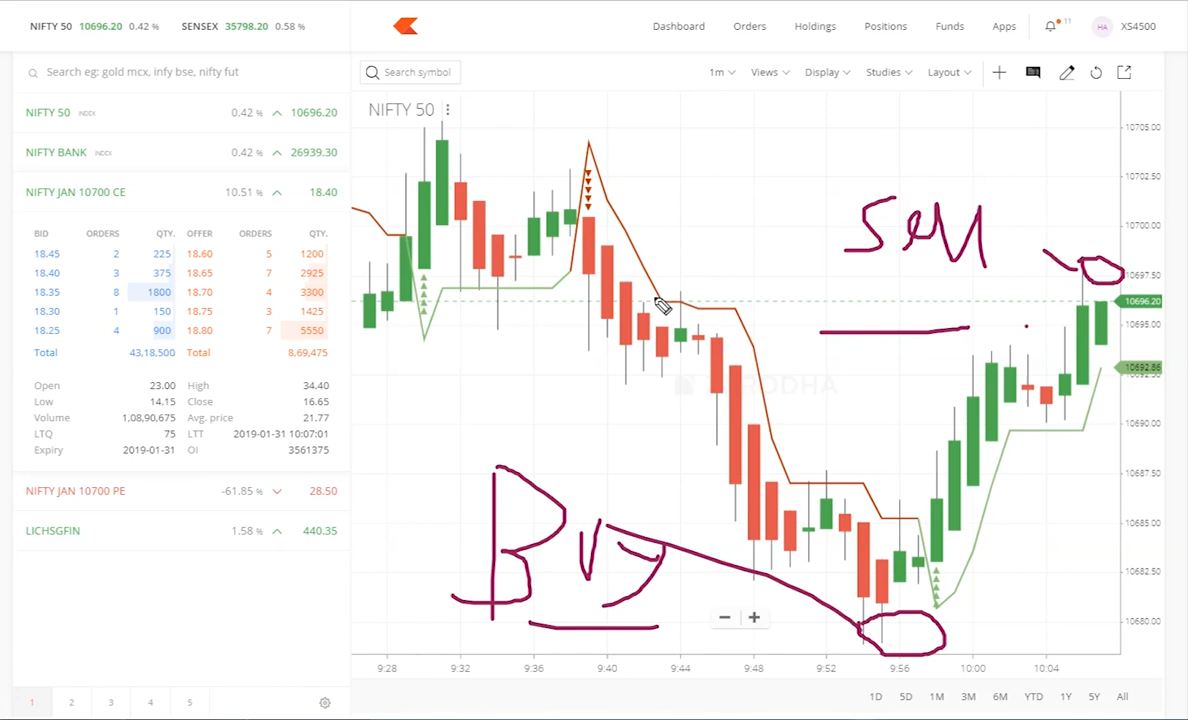 NIFTY 50 10696.20 0.42 % SENSEX 35798.20 0.58 %
Dashboard Orders Holdings Positions Funds Apps 11 HA XS4500
Search eg: gold mcx, infy bse, nifty fut
Search symbol 1m Views Display Studies Layout
NIFTY 50 INDEX 0.42 % 10696.20
NIFTY BANK INDEX 0.42 % 26939.30
NIFTY JAN 10700 CE 10.51 % 18.40
BID ORDERS QTY. OFFER ORDERS QTY.
18.45 2 225 18.60 5 1200
18.40 3 375 18.65 7 2925
18.35 8 1800 18.70 4 3300
18.30 1 150 18.75 3 1425
18.25 4 900 18.80 7 5550
Total 43,18,500 Total 8,69,475
Open 23.00 High 34.40
Low 14.15 Close 16.65
Volume 1,08,90,675 Avg. price 21.77
LTQ 75 LTT 2019-01-31 10:07:01
Expiry 2019-01-31 OI 3561375
NIFTY JAN 10700 PE -61.85 % 28.50
LICHSGFIN 1.58 % 440.35
1 2 3 4 5
NIFTY 50
Sell
Buy
ZERODHA
10705.00
10702.50
10700.00
10697.50
10696.20
10695.00
10692.86
10690.00
10687.50
10685.00
10682.50
10680.00
9:28 9:32 9:36 9:40 9:44 9:48 9:52 9:56 10:00 10:04
1D 5D 1M 3M 6M YTD 1Y 5Y All